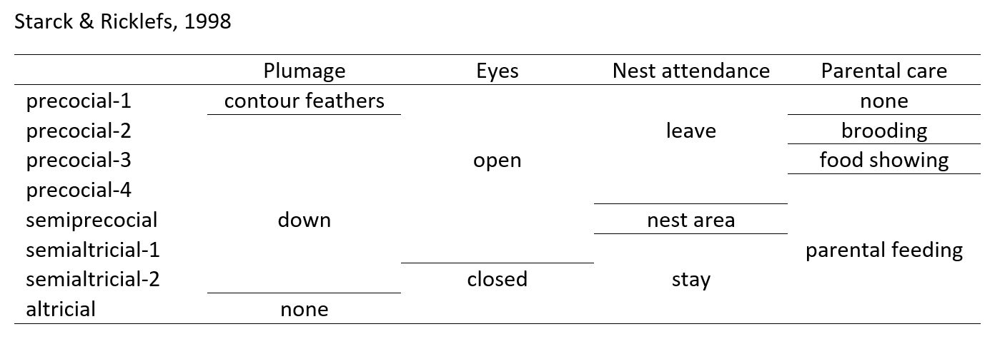 Starck & Ricklefs, 1998
Plumage Eyes Nest attendance Parental care
precocial-1 contour feathers none
precocial-2 leave brooding
precocial-3 open food showing
precocial-4
semiprecocial down nest area
semialtricial-1 parental feeding
semialtricial-2 closed stay
altricial none